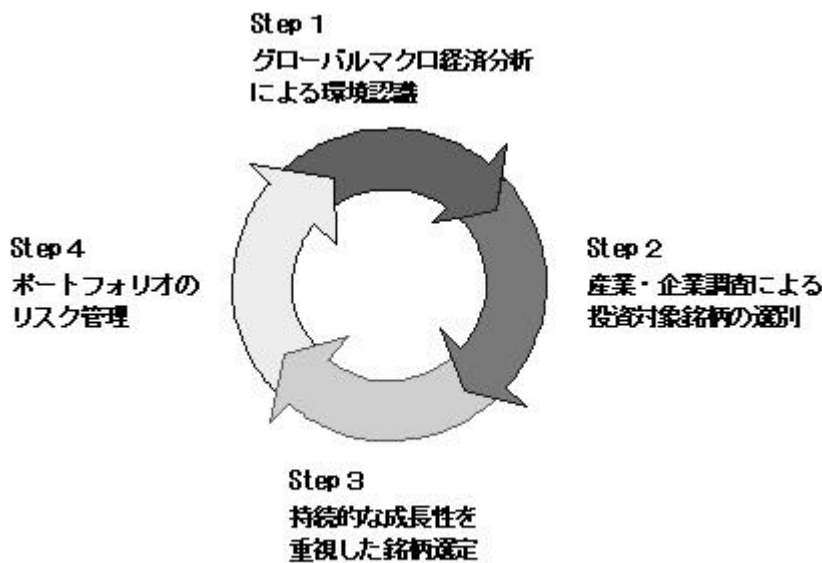 Step 1
グローバルマクロ経済分析
による環境認識
Step 2
産業・企業調査による
投資対象銘柄の選別
Step 3
持続的な成長性を
重視した銘柄選定
Step 4
ポートフォリオの
リスク管理